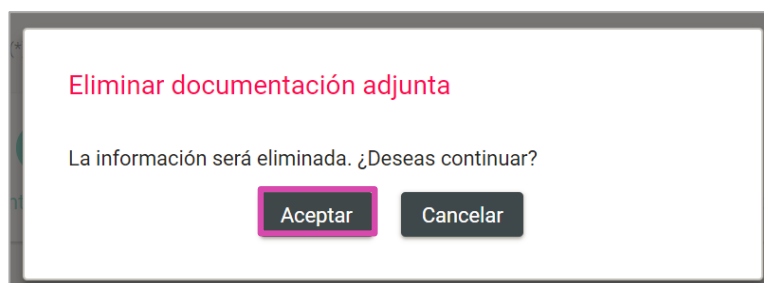 (*
Eliminar documentación adjunta
La información será eliminada. ¿Deseas continuar?
Aceptar Cancelar